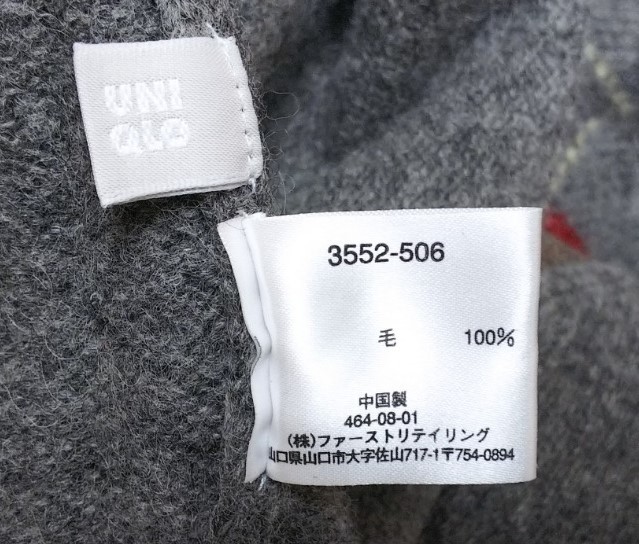 UNI
QLO
3552-506
毛 100%
中国製
464-08-01
(株)ファーストリテイリング
山口県山口市大字佐山717-1〒754-0894